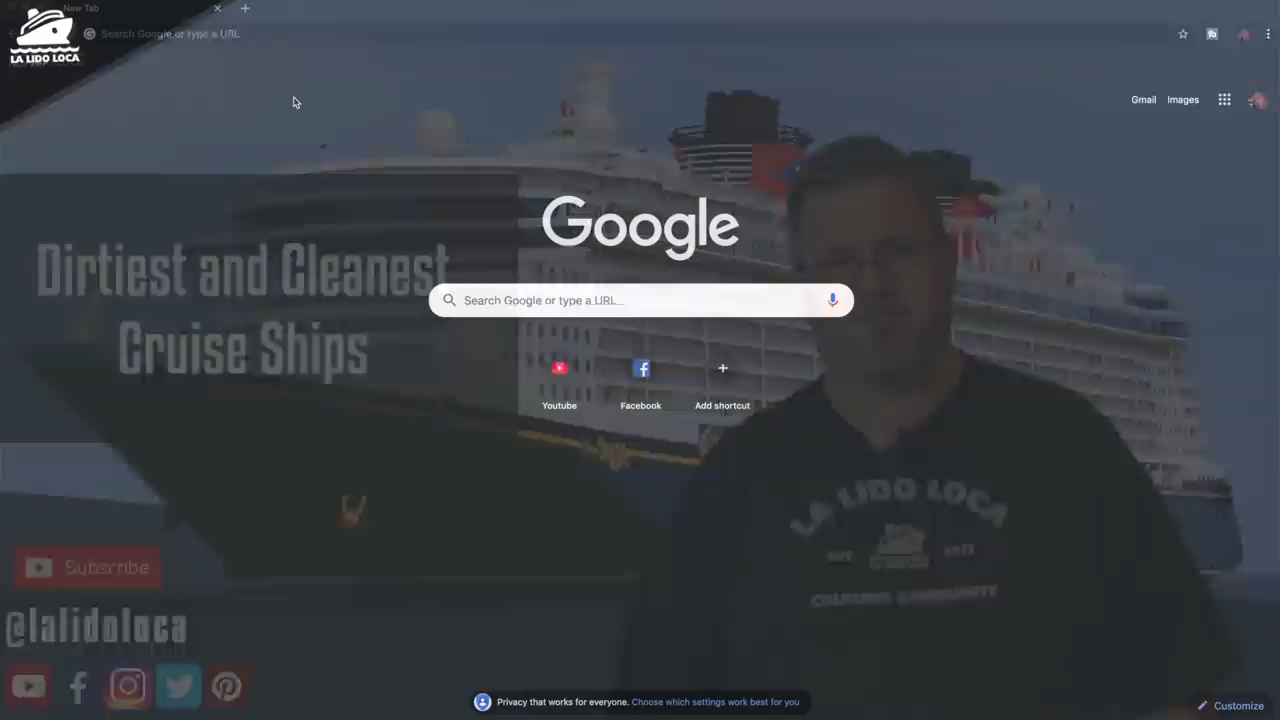 New Tab
Search Google or type a URL
LA LIDO LOCA
Gmail Images
Google
Dirtiest and Cleanest
Cruise Ships
Search Google or type a URL
Youtube
Facebook
Add shortcut
LA LIDO LOCA
CRUISING COMMUNITY
Subscribe
@lalidoloca
Privacy that works for everyone. Choose which settings work best for you
Customize